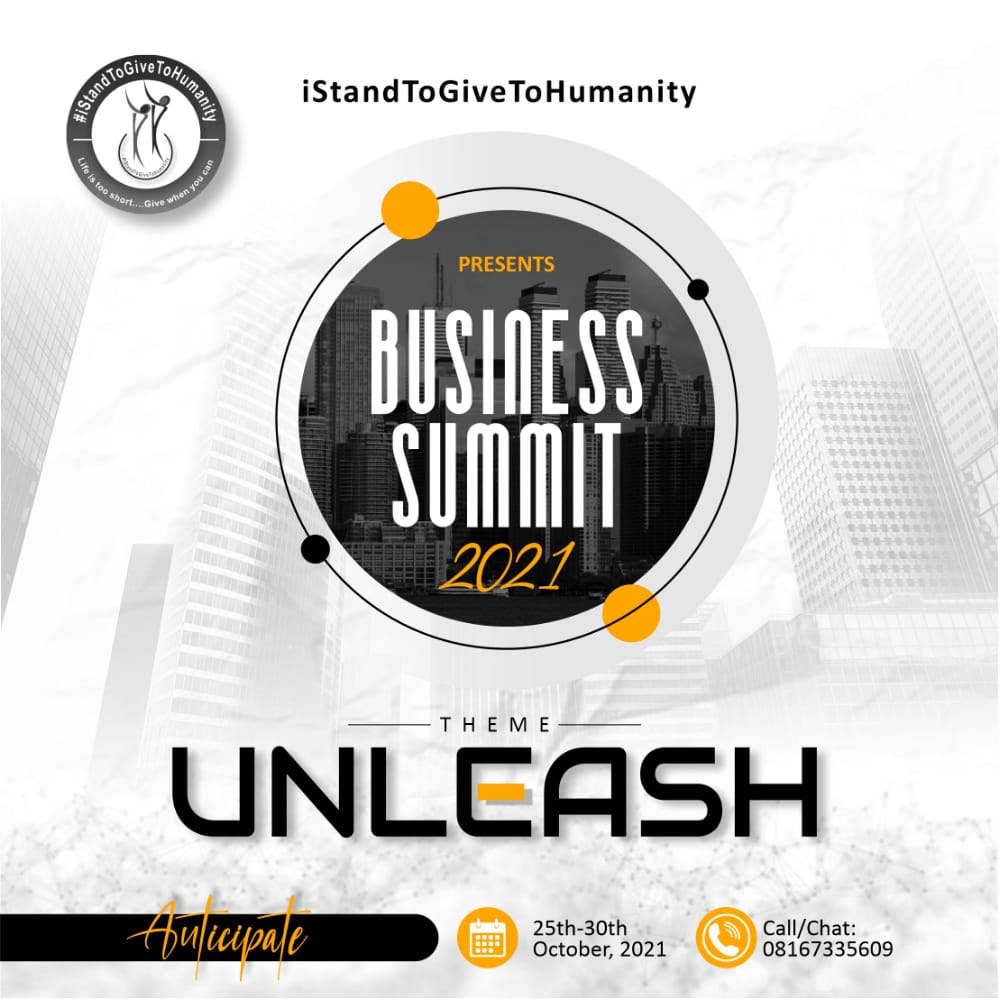 #iStandToGiveToHumanity
#iStandToGiveToHumanity
Life is too short....Give when you can
iStandToGiveToHumanity
PRESENTS
BUSINESS
SUMMIT
2021
THEME
UNLEASH
Anticipate
25th-30th
October, 2021
Call/Chat:
08167335609